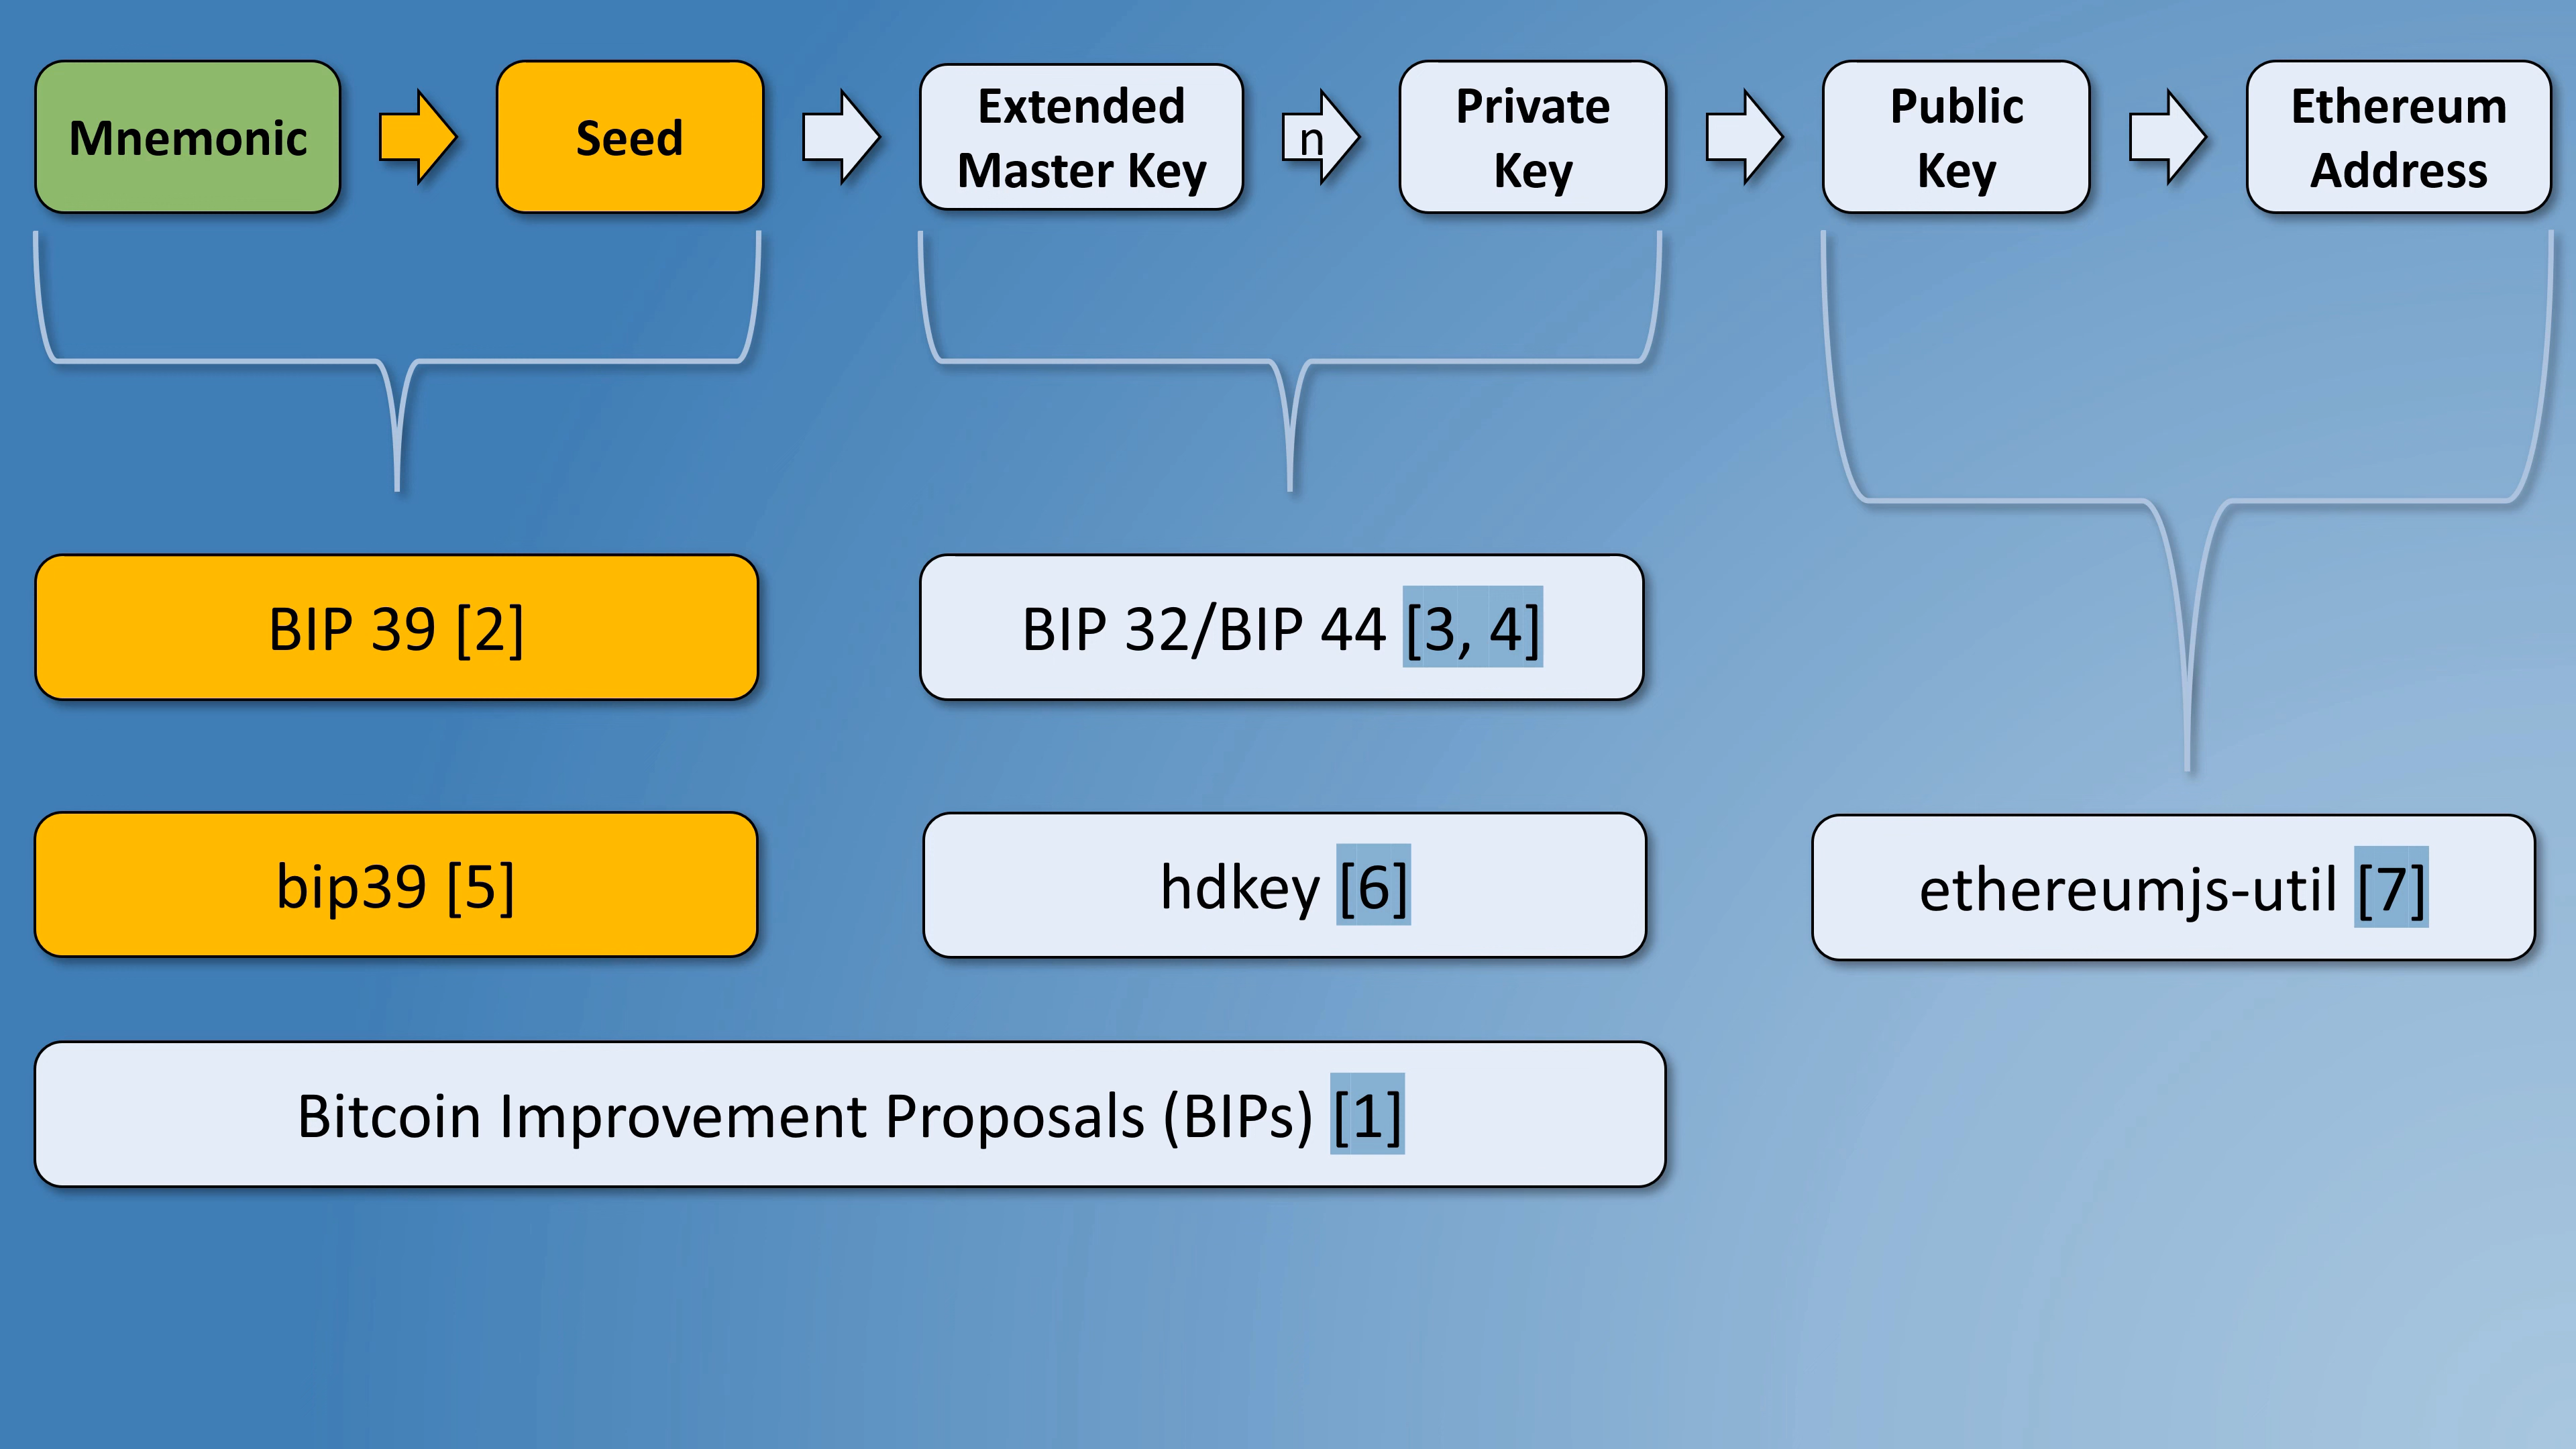 Mnemonic
Seed
Extended
Master Key
n
Private
Key
Public
Key
Ethereum
Address
BIP 39 [2]
BIP 32/BIP 44 [3, 4]
bip39 [5]
hdkey [6]
ethereumjs-util [7]
Bitcoin Improvement Proposals (BIPs) [1]